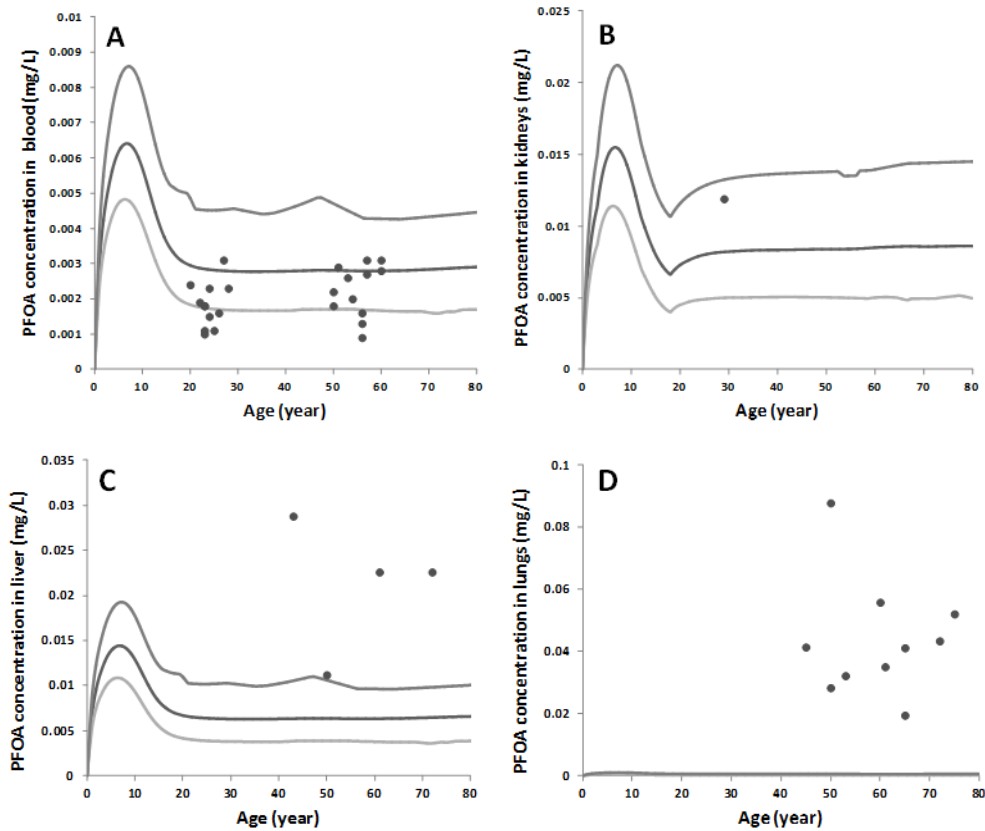 A
PFOA concentration in blood (mg/L)
0.01
0.009
0.008
0.007
0.006
0.005
0.004
0.003
0.002
0.001
0
0 10 20 30 40 50 60 70 80
Age (year)
B
PFOA concentration in kidneys (mg/L)
0.025
0.02
0.015
0.01
0.005
0
0 10 20 30 40 50 60 70 80
Age (year)
C
PFOA concentration in liver (mg/L)
0.035
0.03
0.025
0.02
0.015
0.01
0.005
0
0 10 20 30 40 50 60 70 80
Age (year)
D
PFOA concentration in lungs (mg/L)
0.1
0.08
0.06
0.04
0.02
0
0 10 20 30 40 50 60 70 80
Age (year)